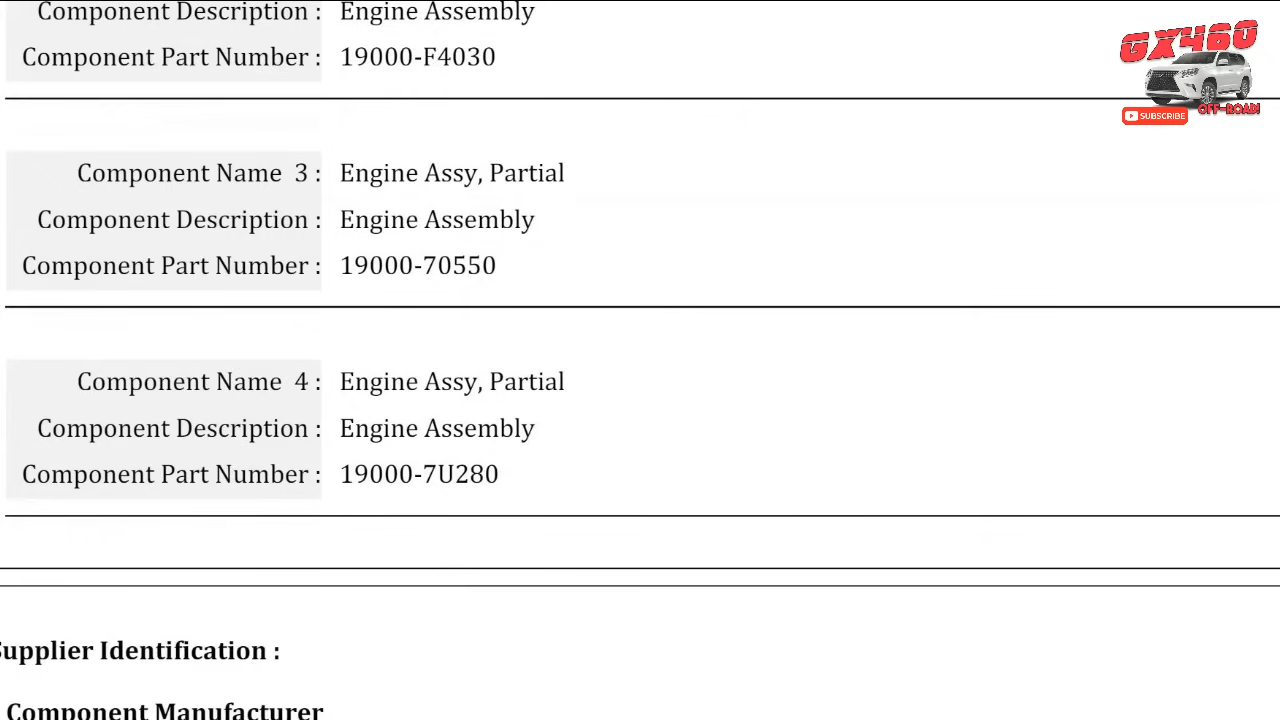 Component Description : Engine Assembly
Component Part Number : 19000-F4030
GX460
SUBSCRIBE
OFF-ROAD!
Component Name 3 : Engine Assy, Partial
Component Description : Engine Assembly
Component Part Number : 19000-70550
Component Name 4 : Engine Assy, Partial
Component Description : Engine Assembly
Component Part Number : 19000-7U280
Supplier Identification :
Component Manufacturer